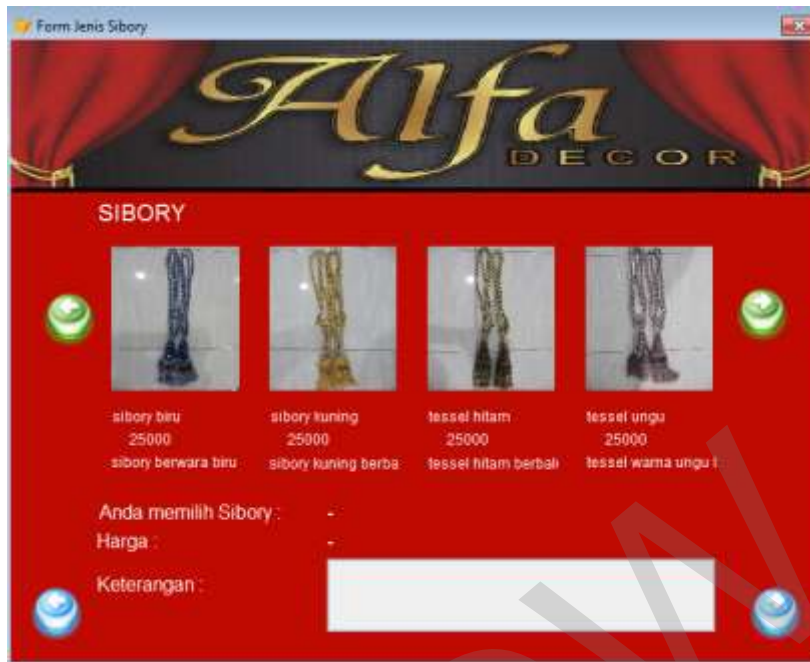 Form Jenis Sibory
Alfa
DECOR
SIBORY
sibory biru
25000
sibory berwara biru
sibory kuning
25000
sibory kuning berba
tessel hitam
25000
tessel hitam berbali
tessel ungu
25000
tessel warna ungu t
Anda memilih Sibory : -
Harga : -
Keterangan :